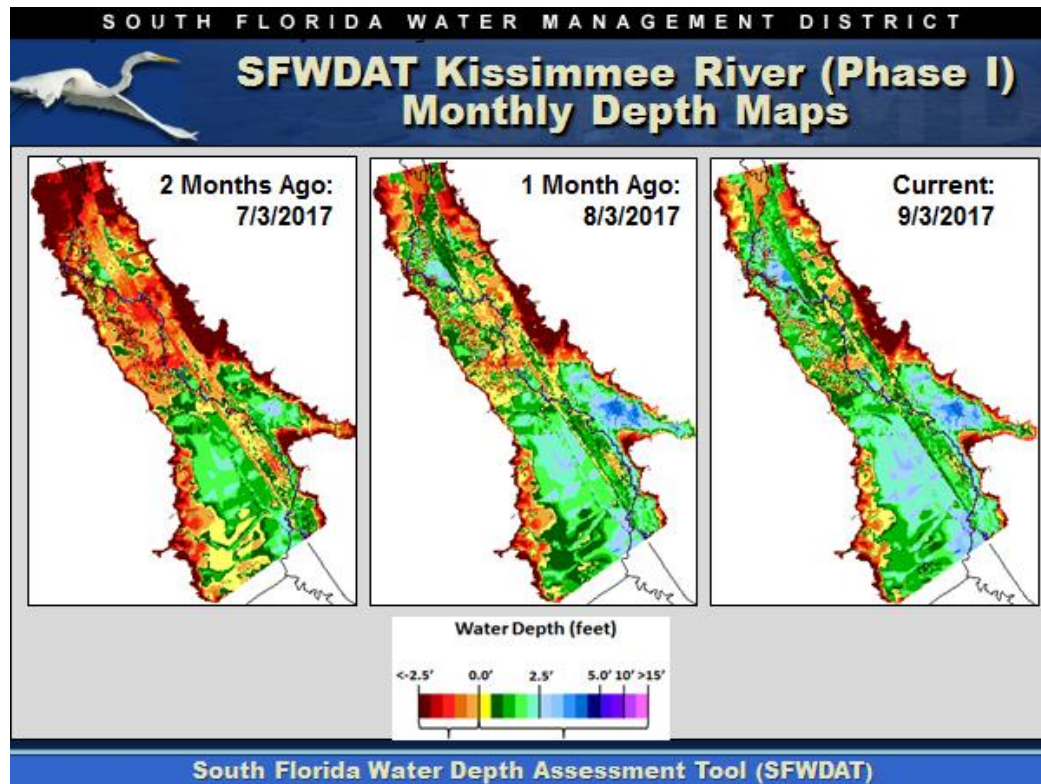 SOUTH FLORIDA WATER MANAGEMENT DISTRICT
SFWDAT Kissimmee River (Phase I)
Monthly Depth Maps
2 Months Ago:
7/3/2017
1 Month Ago:
8/3/2017
Current:
9/3/2017
Water Depth (feet)
<-2.5' 0.0' 2.5' 5.0' 10' >15'
South Florida Water Depth Assessment Tool (SFWDAT)